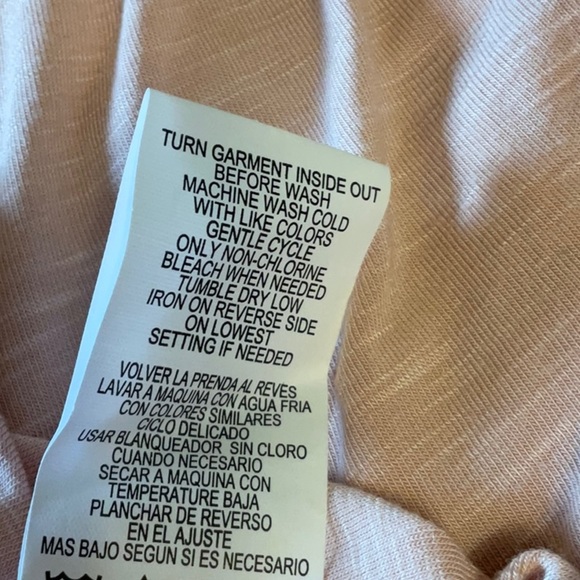 TURN GARMENT INSIDE OUT
BEFORE WASH
MACHINE WASH COLD
WITH LIKE COLORS
GENTLE CYCLE
ONLY NON-CHLORINE
BLEACH WHEN NEEDED
TUMBLE DRY LOW
IRON ON REVERSE SIDE
ON LOWEST
SETTING IF NEEDED
VOLVER LA PRENDA AL REVES
LAVAR A MAQUINA CON AGUA FRIA
CON COLORES SIMILARES
CICLO DELICADO
USAR BLANQUEADOR SIN CLORO
CUANDO NECESARIO
SECAR A MAQUINA CON
TEMPERATURE BAJA
PLANCHAR DE REVERSO
EN EL AJUSTE
MAS BAJO SEGUN SI ES NECESARIO